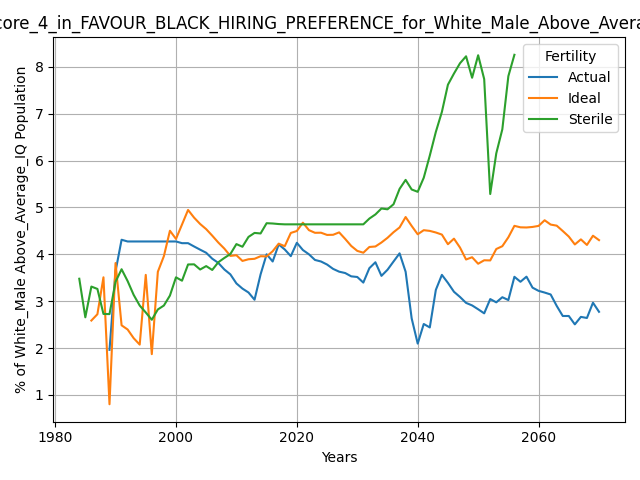 core_4_in_FAVOUR_BLACK_HIRING_PREFERENCE_for_White_Male_Above_Avera
Fertility
Actual
Ideal
Sterile
% of White_Male Above_Average_IQ Population
8
7
6
5
4
3
2
1
1980 2000 2020 2040 2060
Years